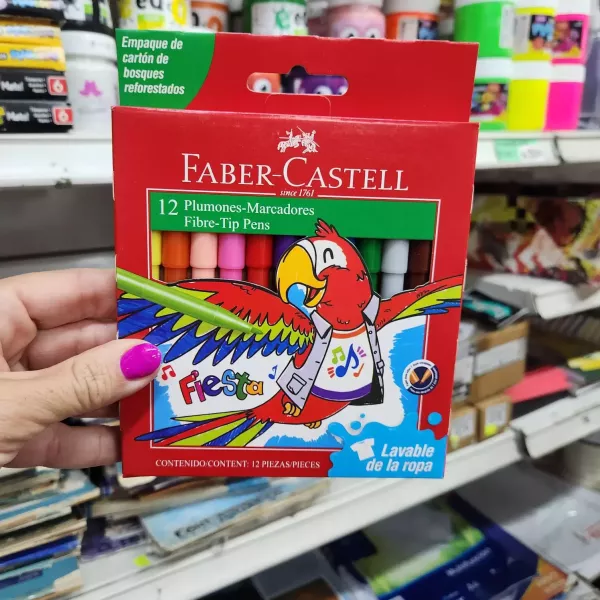 Empaque de
cartón de
bosques
reforestados
FABER-CASTELL
since 1761
12 Plumones-Marcadores
Fibre-Tip Pens
Fiesta
CONTENIDO/CONTENT: 12 PIEZAS/PIECES
Lavable
de la ropa